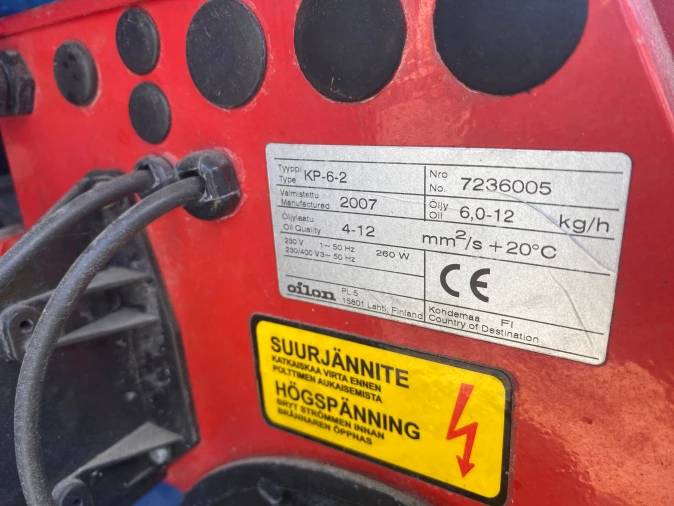 Tyyppi
Type KP-6-2
Nro
No. 7236005
Valmistettu
Manufactured 2007
Öljy
Oil 6,0-12 kg/h
Öljylaatu
Oil Quality 4-12 mm²/s +20°C
230 V 1~ 50 Hz
230/400 V3~ 50 Hz 260 W
oilon
PL 5
15801 Lahti, Finland
CE
Kohdemaa FI
Country of Destination
SUURJÄNNITE
KATKAISKAA VIRTA ENNEN
POLTTIMEN AUKAISEMISTA
HÖGSPÄNNING
BRYT STRÖMMEN INNAN
BRÄNNAREN ÖPPNAS